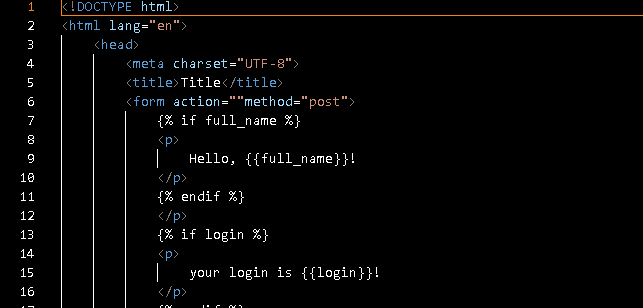 1 <!DOCTYPE html>
2 <html lang="en">
3 <head>
4 <meta charset="UTF-8">
5 <title>Title</title>
6 <form action=""method="post">
7 {% if full_name %}
8 <p>
9 Hello, {{full_name}}!
10 </p>
11 {% endif %}
12 </p>
13 {% if login %}
14 <p>
15 your login is {{login}}!
16 </p>